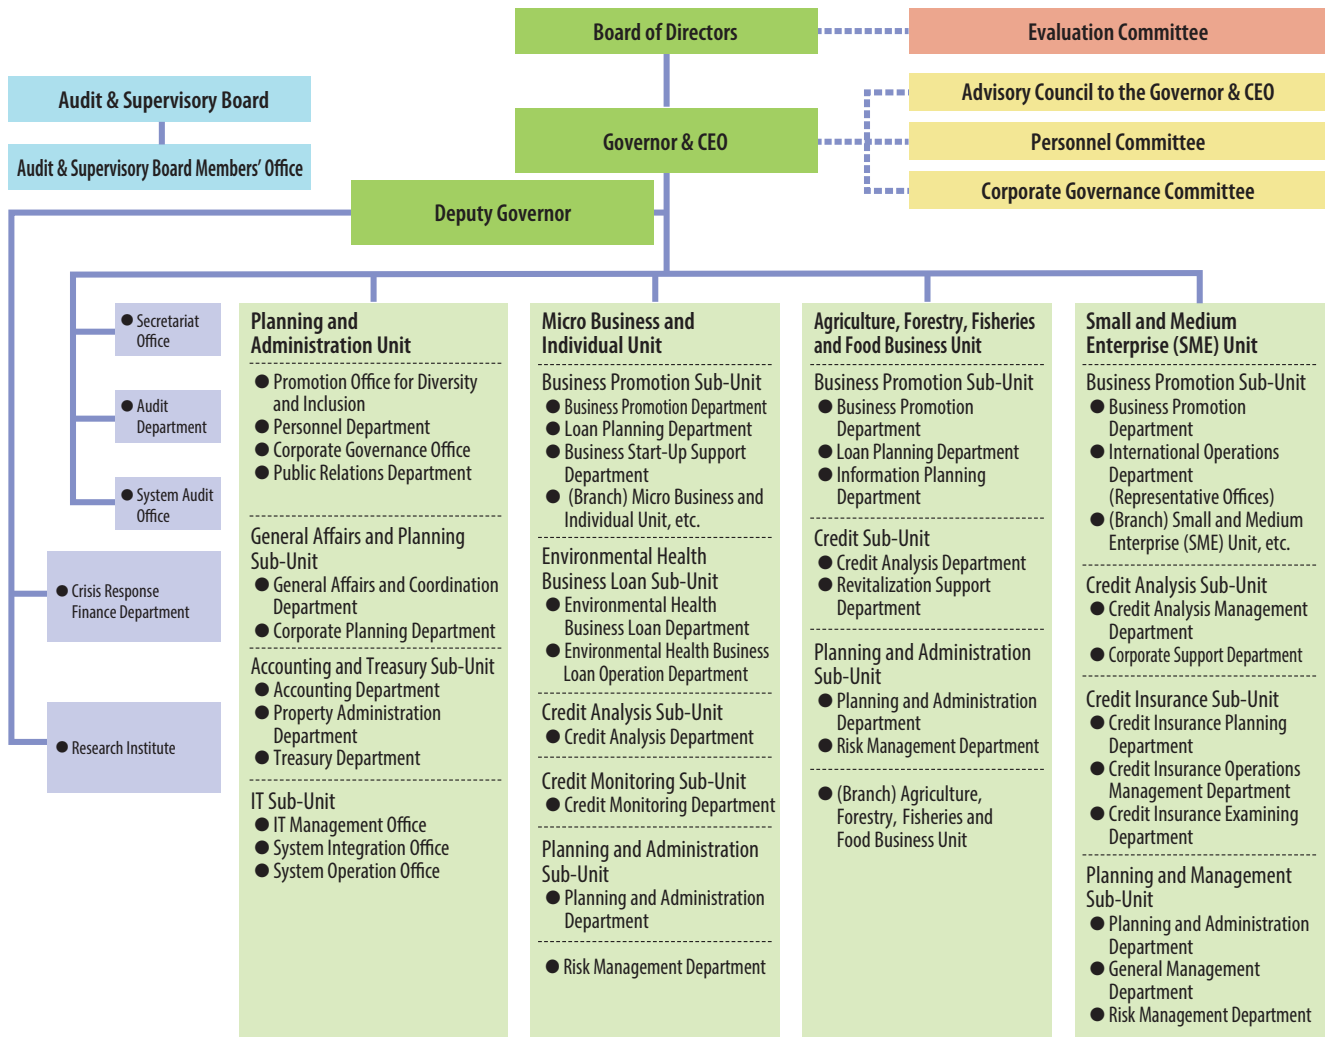 Board of Directors
Evaluation Committee
Audit & Supervisory Board
Audit & Supervisory Board Members’ Office
Governor & CEO
Advisory Council to the Governor & CEO
Personnel Committee
Corporate Governance Committee
Deputy Governor
● Secretariat
Office
● Audit
Department
● System Audit
Office
● Crisis Response
Finance Department
● Research Institute
Planning and
Administration Unit
● Promotion Office for Diversity
and Inclusion
● Personnel Department
● Corporate Governance Office
● Public Relations Department
General Affairs and Planning
Sub-Unit
● General Affairs and Coordination
Department
● Corporate Planning Department
Accounting and Treasury Sub-Unit
● Accounting Department
● Property Administration
Department
● Treasury Department
IT Sub-Unit
● IT Management Office
● System Integration Office
● System Operation Office
Micro Business and
Individual Unit
Business Promotion Sub-Unit
● Business Promotion Department
● Loan Planning Department
● Business Start-Up Support
Department
● (Branch) Micro Business and
Individual Unit, etc.
Environmental Health
Business Loan Sub-Unit
● Environmental Health
Business Loan Department
● Environmental Health Business
Loan Operation Department
Credit Analysis Sub-Unit
● Credit Analysis Department
Credit Monitoring Sub-Unit
● Credit Monitoring Department
Planning and Administration
Sub-Unit
● Planning and Administration
Department
● Risk Management Department
Agriculture, Forestry, Fisheries
and Food Business Unit
Business Promotion Sub-Unit
● Business Promotion
Department
● Loan Planning Department
● Information Planning
Department
Credit Sub-Unit
● Credit Analysis Department
● Revitalization Support
Department
Planning and Administration
Sub-Unit
● Planning and Administration
Department
● Risk Management Department
● (Branch) Agriculture,
Forestry, Fisheries and
Food Business Unit
Small and Medium
Enterprise (SME) Unit
Business Promotion Sub-Unit
● Business Promotion
Department
● International Operations
Department
(Representative Offices)
● (Branch) Small and Medium
Enterprise (SME) Unit, etc.
Credit Analysis Sub-Unit
● Credit Analysis Management
Department
● Corporate Support Department
Credit Insurance Sub-Unit
● Credit Insurance Planning
Department
● Credit Insurance Operations
Management Department
● Credit Insurance Examining
Department
Planning and Management
Sub-Unit
● Planning and Administration
Department
● General Management
Department
● Risk Management Department